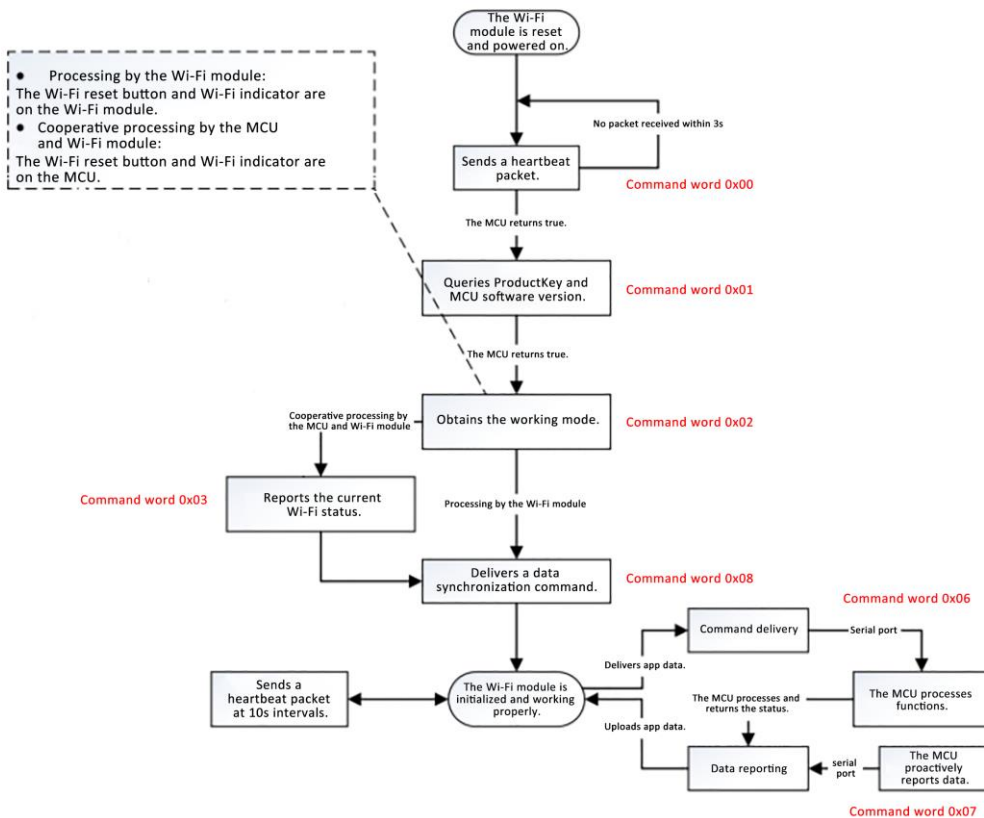 The Wi-Fi
module is reset
and powered on.
● Processing by the Wi-Fi module:
The Wi-Fi reset button and Wi-Fi indicator are
on the Wi-Fi module.
● Cooperative processing by the MCU
and Wi-Fi module:
The Wi-Fi reset button and Wi-Fi indicator are
on the MCU.
No packet received within 3s
Sends a heartbeat
packet.
Command word 0x00
The MCU returns true.
Queries ProductKey and
MCU software version.
Command word 0x01
The MCU returns true.
Obtains the working mode.
Command word 0x02
Cooperative processing by
the MCU and Wi-Fi module
Command word 0x03
Reports the current
Wi-Fi status.
Processing by the Wi-Fi module
Delivers a data
synchronization command.
Command word 0x08
Command word 0x06
Command delivery
Serial port
Delivers app data.
Sends a
heartbeat packet
at 10s intervals.
The Wi-Fi module is
initialized and working
properly.
The MCU processes and
returns the status.
The MCU processes
functions.
Uploads app data.
Data reporting
serial
port
The MCU
proactively
reports data.
Command word 0x07